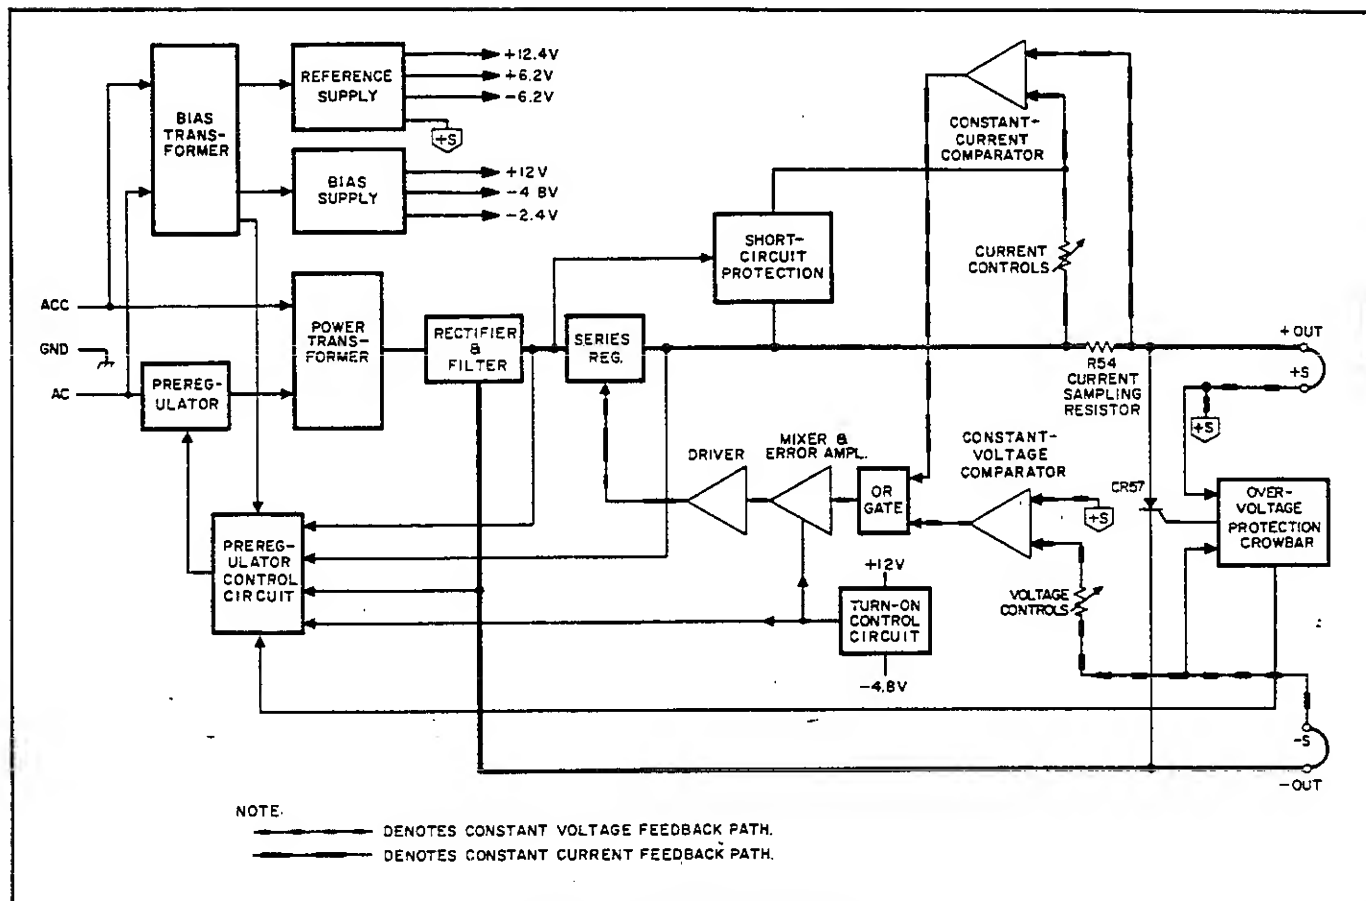 BIAS
TRANS-
FORMER
REFERENCE
SUPPLY
+12.4V
+6.2V
-6.2V
+S
BIAS
SUPPLY
+12V
-4.8V
-2.4V
CONSTANT-
CURRENT
COMPARATOR
SHORT-
CIRCUIT
PROTECTION
CURRENT
CONTROLS
ACC
GND
AC
POWER
TRANS-
FORMER
PREREG-
ULATOR
RECTIFIER
&
FILTER
SERIES
REG.
R54
CURRENT
SAMPLING
RESISTOR
+OUT
+S
+S
DRIVER
MIXER &
ERROR AMPL.
OR
GATE
CONSTANT-
VOLTAGE
COMPARATOR
+S
CR57
OVER-
VOLTAGE
PROTECTION
CROWBAR
PREREG-
ULATOR
CONTROL
CIRCUIT
+12V
TURN-ON
CONTROL
CIRCUIT
-4.8V
VOLTAGE
CONTROLS
-S
-OUT
NOTE.
DENOTES CONSTANT VOLTAGE FEEDBACK PATH.
DENOTES CONSTANT CURRENT FEEDBACK PATH.